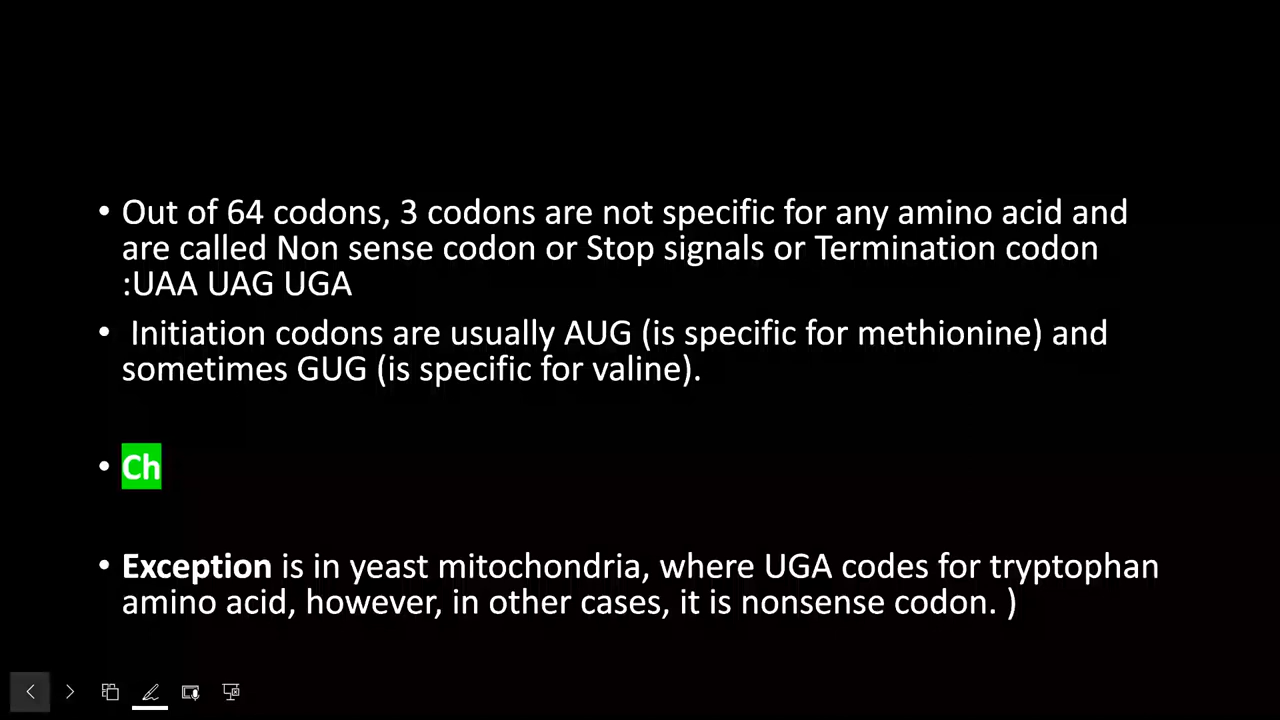 • Out of 64 codons, 3 codons are not specific for any amino acid and
are called Non sense codon or Stop signals or Termination codon
:UAA UAG UGA
• Initiation codons are usually AUG (is specific for methionine) and
sometimes GUG (is specific for valine).
• Ch
• Exception is in yeast mitochondria, where UGA codes for tryptophan
amino acid, however, in other cases, it is nonsense codon. )